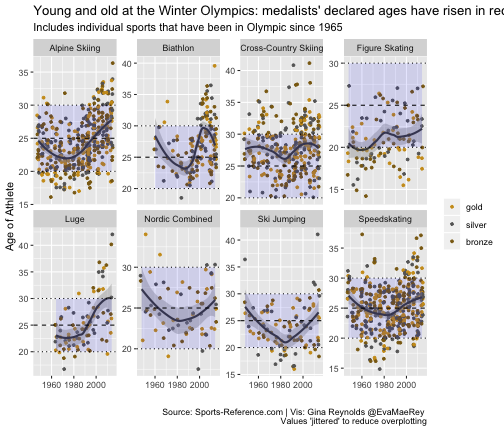 Young and old at the Winter Olympics: medalists' declared ages have risen in rec
Includes individual sports that have been in Olympic since 1965
Alpine Skiing
Biathlon
Cross-Country Skiing
Figure Skating
35
30
25
20
15
40
35
30
25
20
40
35
30
25
20
30
25
20
15
Age of Athlete
Luge
Nordic Combined
Ski Jumping
Speedskating
40
35
30
25
20
30
25
20
40
35
30
25
20
15
35
30
25
20
15
1960 1980 2000
1960 1980 2000
1960 1980 2000
1960 1980 2000
gold
silver
bronze
Source: Sports-Reference.com | Vis: Gina Reynolds @EvaMaeRey
Values 'jittered' to reduce overplotting